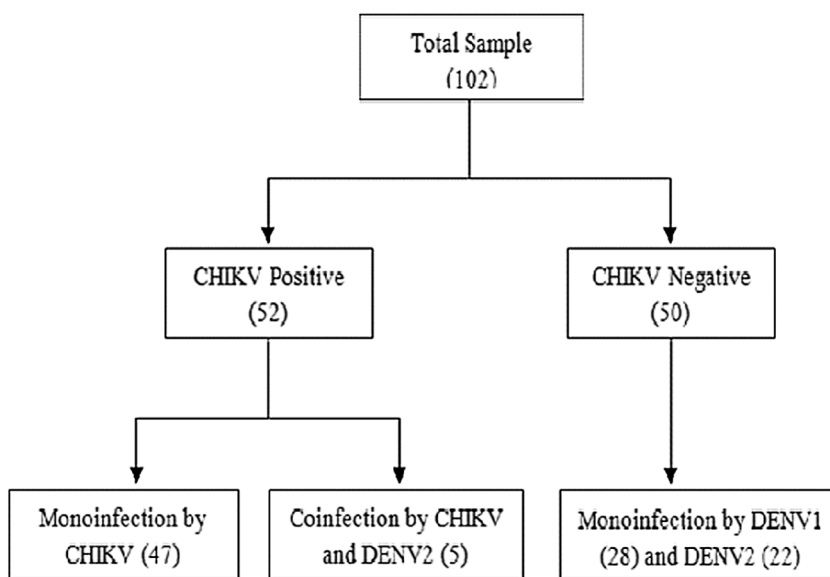 Total Sample
(102)
CHIKV Positive
(52)
CHIKV Negative
(50)
Monoinfection by
CHIKV (47)
Coinfection by CHIKV
and DENV2 (5)
Monoinfection by DENV1
(28) and DENV2 (22)